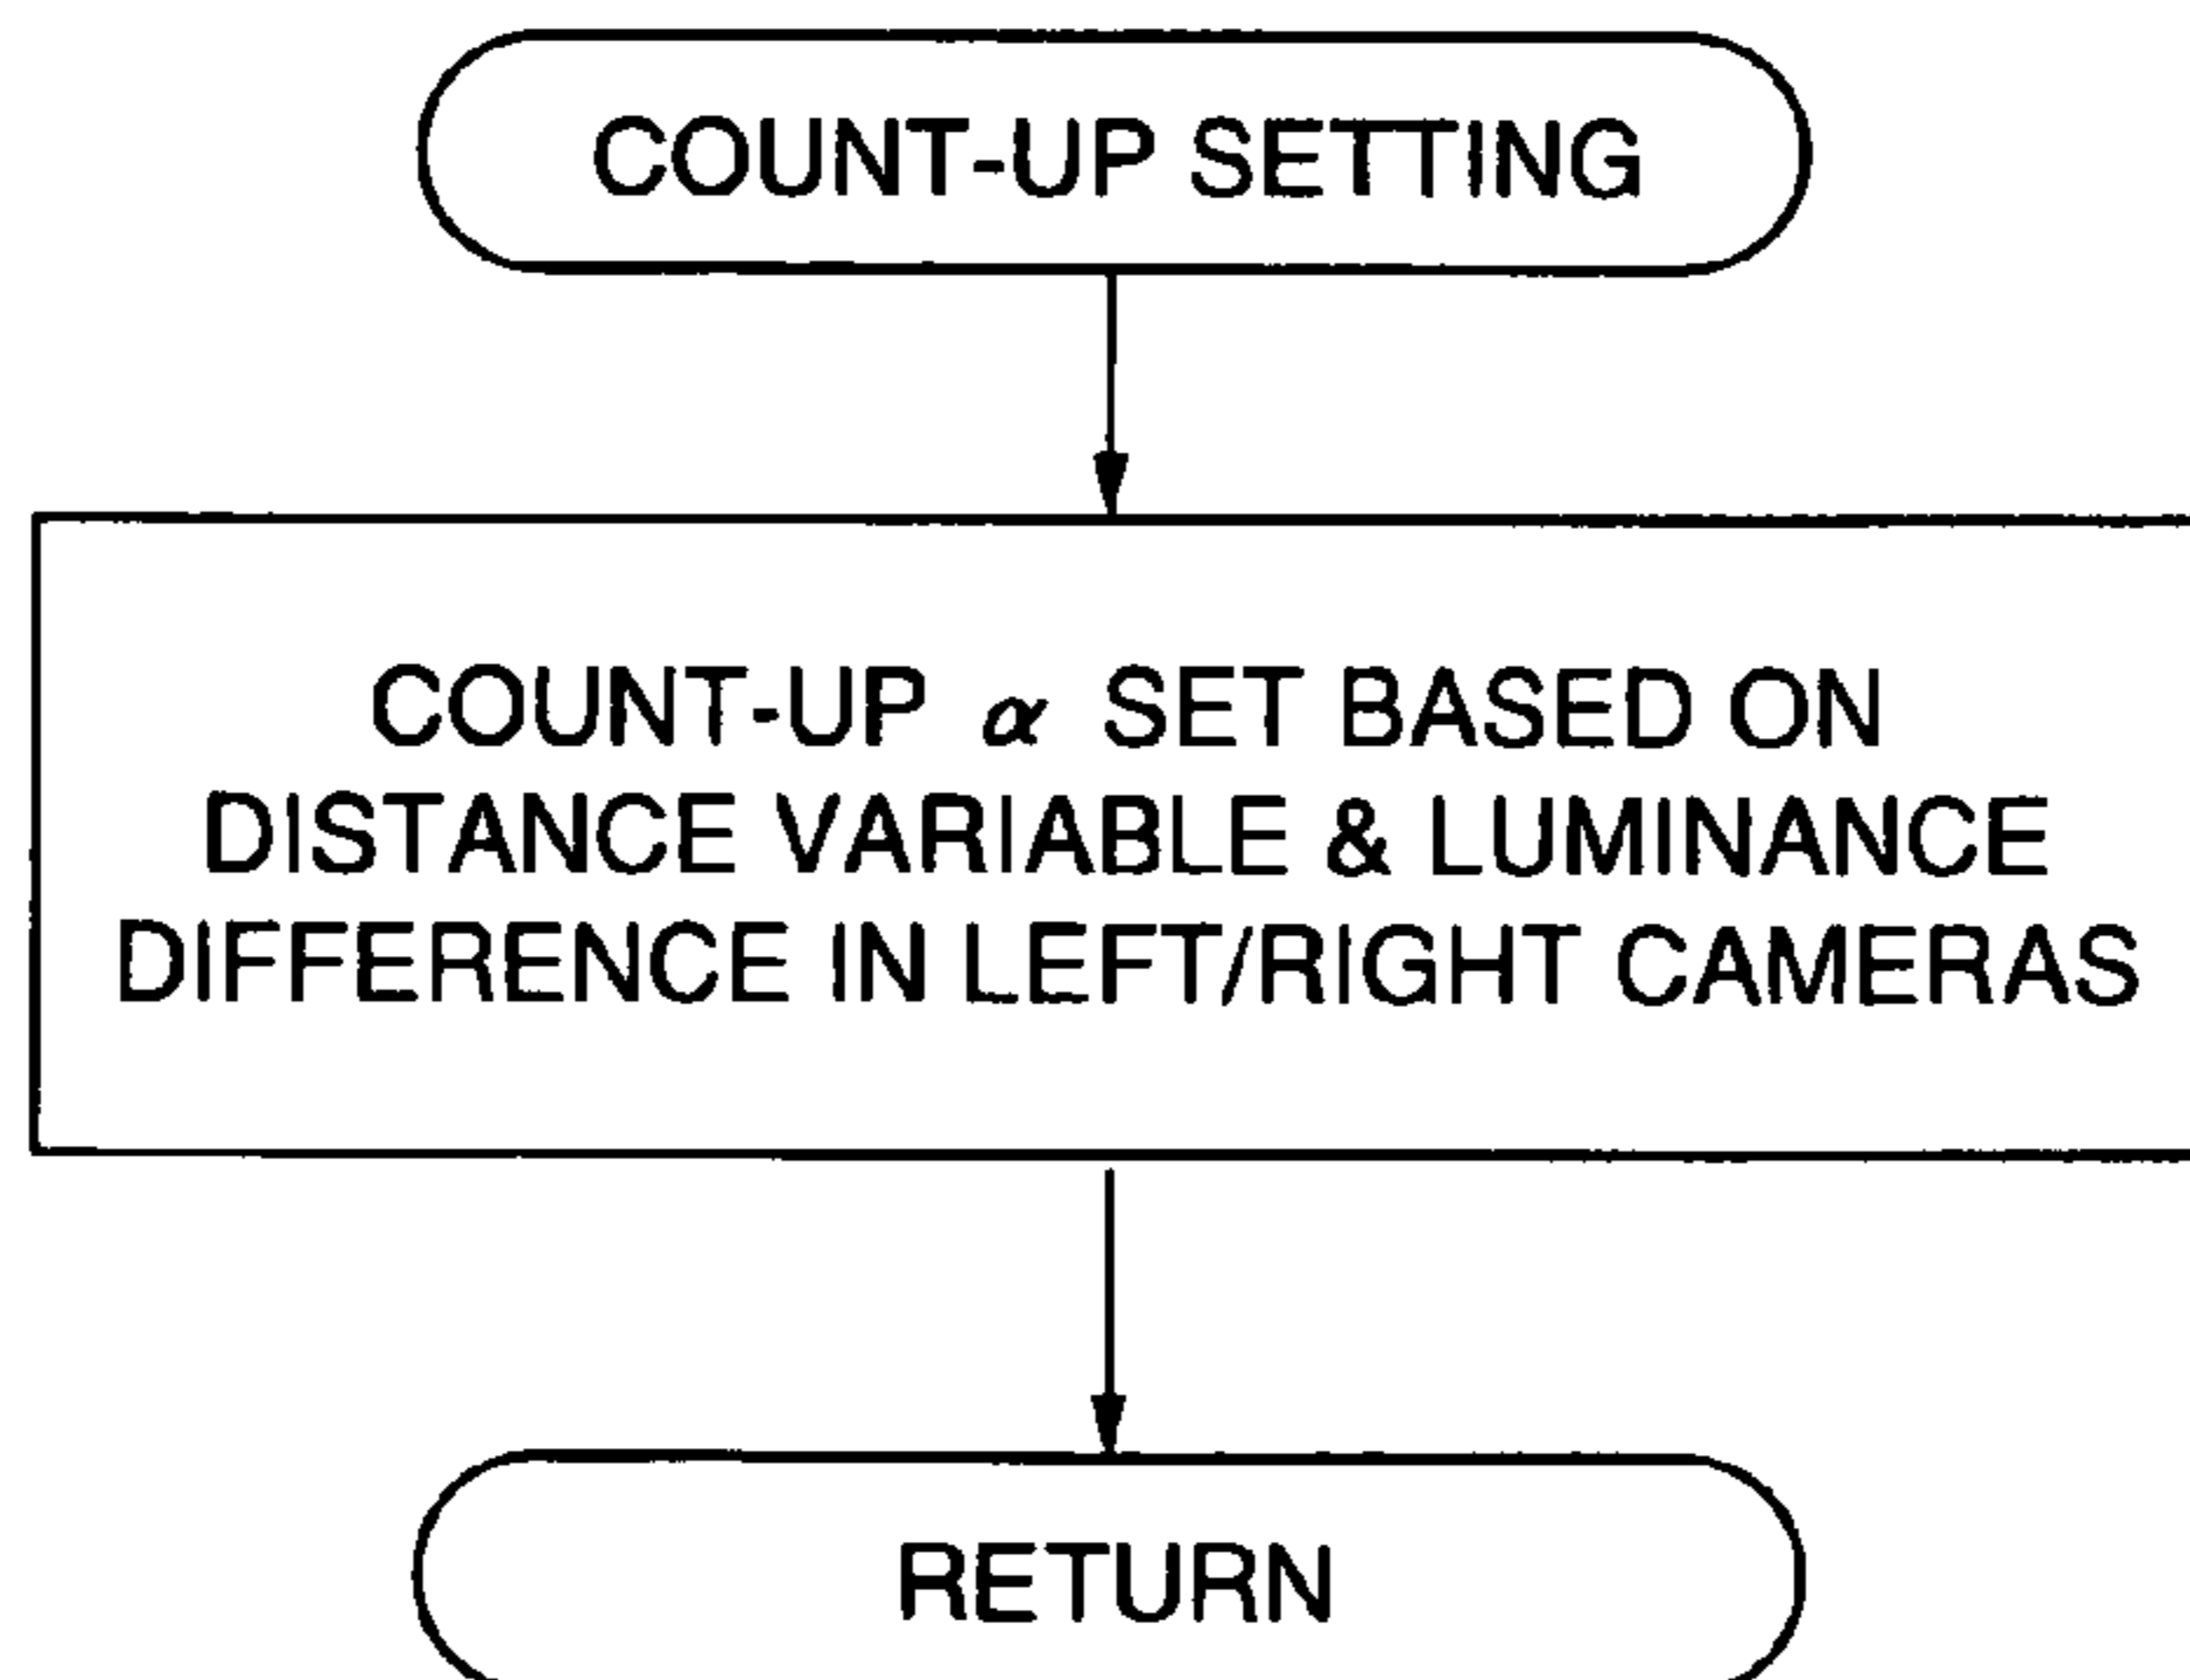 COUNT-UP SETTING
COUNT-UP α SET BASED ON
DISTANCE VARIABLE & LUMINANCE
DIFFERENCE IN LEFT/RIGHT CAMERAS
RETURN